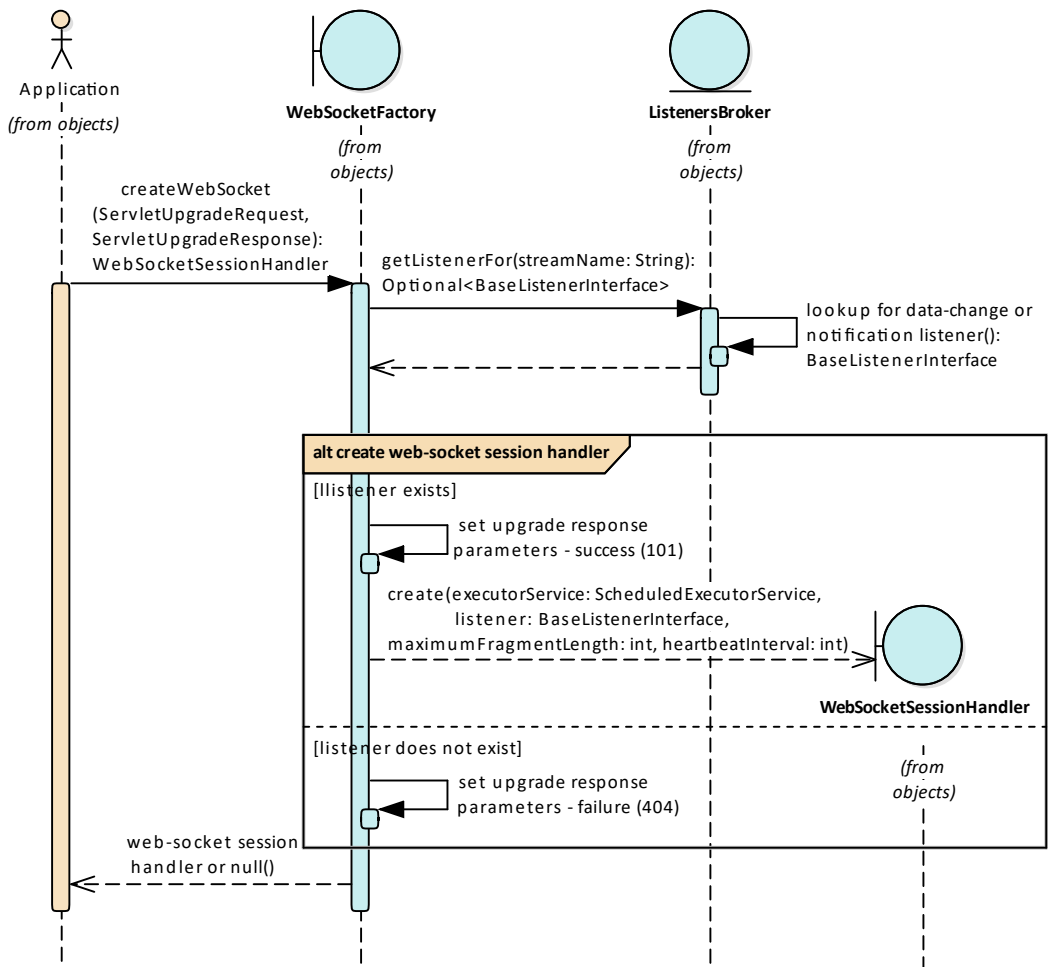 Application
(from objects)
WebSocketFactory
(from
objects)
ListenersBroker
(from
objects)
createWebSocket
(ServletUpgradeRequest,
ServletUpgradeResponse):
WebSocketSessionHandler
getListenerFor(streamName: String):
Optional<BaseListenerInterface>
lookup for data-change or
notification listener():
BaseListenerInterface
alt create web-socket session handler
[llistener exists]
set upgrade response
parameters - success (101)
create(executorService: ScheduledExecutorService,
listener: BaseListenerInterface,
maximumFragmentLength: int, heartbeatInterval: int)
WebSocketSessionHandler
(from
objects)
[listener does not exist]
set upgrade response
parameters - failure (404)
web-socket session
handler or null()